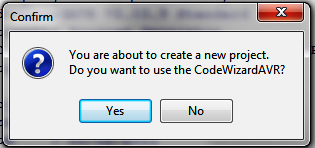 Confirm
You are about to create a new project.
Do you want to use the CodeWizardAVR?
Yes
No